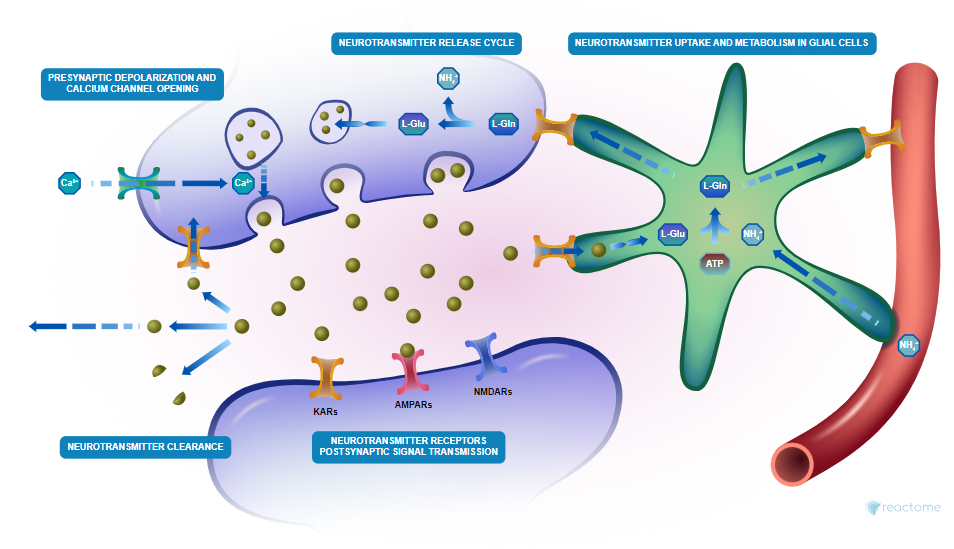 NEUROTRANSMITTER RELEASE CYCLE
NEUROTRANSMITTER UPTAKE AND METABOLISM IN GLIAL CELLS
PRESYNAPTIC DEPOLARIZATION AND
CALCIUM CHANNEL OPENING
NH₄⁺
L-Glu
L-Gln
Ca²⁺
Ca²⁺
L-Gln
L-Glu
NH₄⁺
ATP
NH₄⁺
KARs
AMPARs
NMDARs
NEUROTRANSMITTER CLEARANCE
NEUROTRANSMITTER RECEPTORS
POSTSYNAPTIC SIGNAL TRANSMISSION
reactome